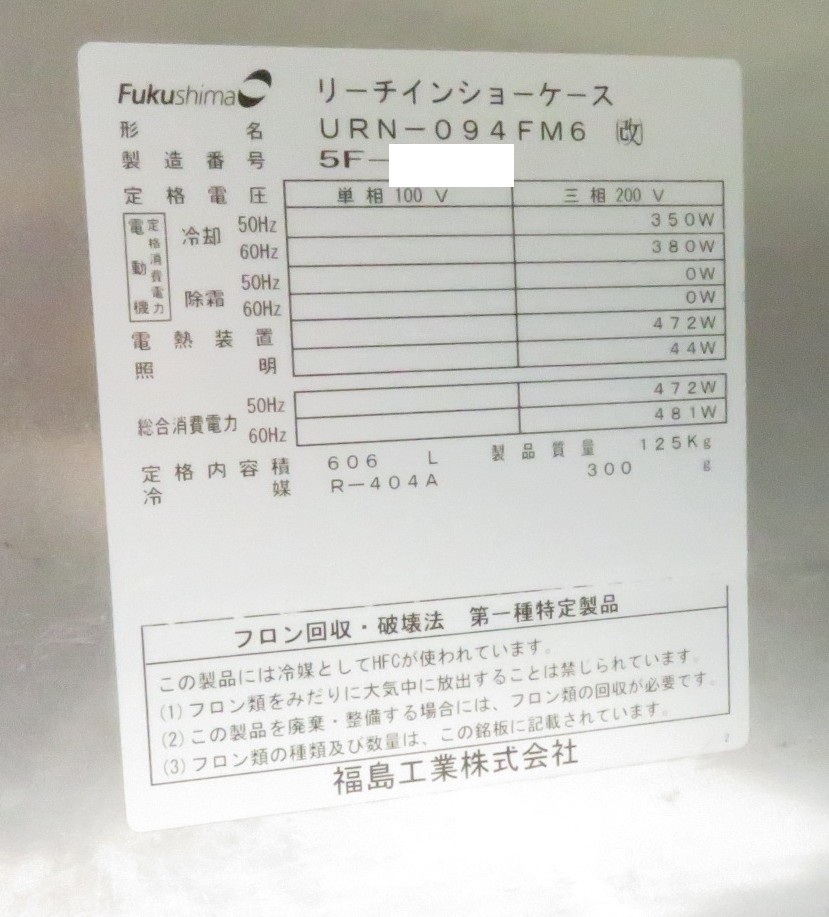 Fukushima リーチインショーケース
形名 URN-094FM6 ㊢改
製造番号 5F-
定格電圧 単相 100 V 三相 200 V
電動機 定格消費電力 冷却 50Hz 350W
60Hz 380W
除霜 50Hz 0W
60Hz 0W
電熱装置 472W
照明 44W
総合消費電力 50Hz 472W
60Hz 481W
定格内容積 606 L 製品質量 125Kg
冷媒 R-404A 300 g
フロン回収・破壊法 第一種特定製品
この製品には冷媒としてHFCが使われています。
(1) フロン類をみだりに大気中に放出することは禁じられています。
(2) この製品を廃棄・整備する場合には、フロン類の回収が必要です。
(3) フロン類の種類及び数量は、この銘板に記載されています。
2
福島工業株式会社